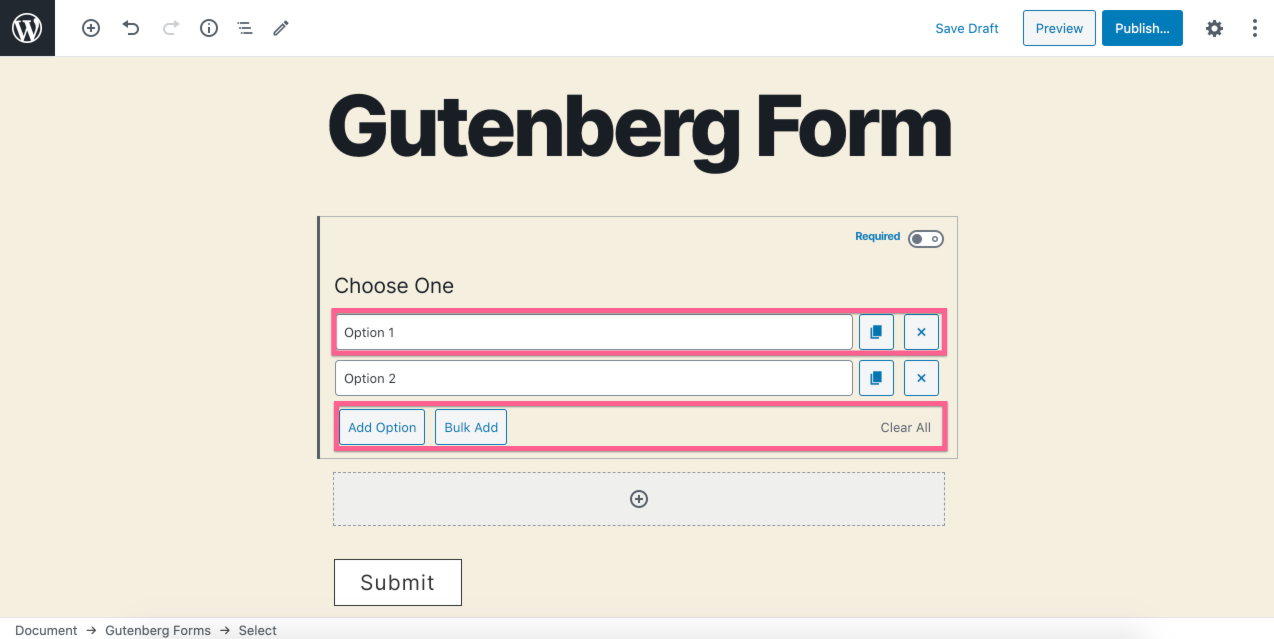 Save Draft Preview Publish...
Gutenberg Form
Required
Choose One
Option 1
Option 2
Add Option Bulk Add Clear All
Submit
Document → Gutenberg Forms → Select